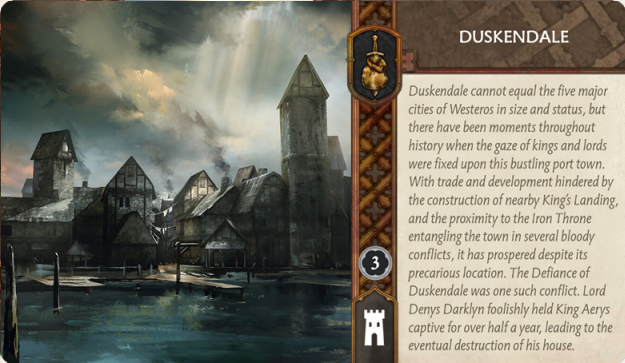 DUSKENDALE
Duskendale cannot equal the five major
cities of Westeros in size and status, but
there have been moments throughout
history when the gaze of kings and lords
were fixed upon this bustling port town.
With trade and development hindered by
the construction of nearby King's Landing,
and the proximity to the Iron Throne
entangling the town in several bloody
conflicts, it has prospered despite its
precarious location. The Defiance of
Duskendale was one such conflict. Lord
Denys Darklyn foolishly held King Aerys
captive for over half a year, leading to the
eventual destruction of his house.
3